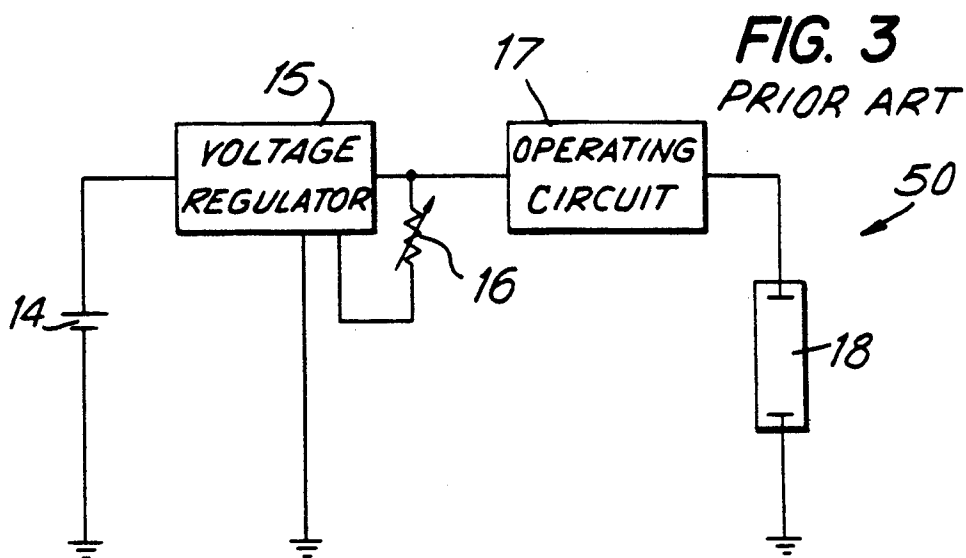 FIG. 3
PRIOR ART
15
17
VOLTAGE
REGULATOR
OPERATING
CIRCUIT
50
16
14
18